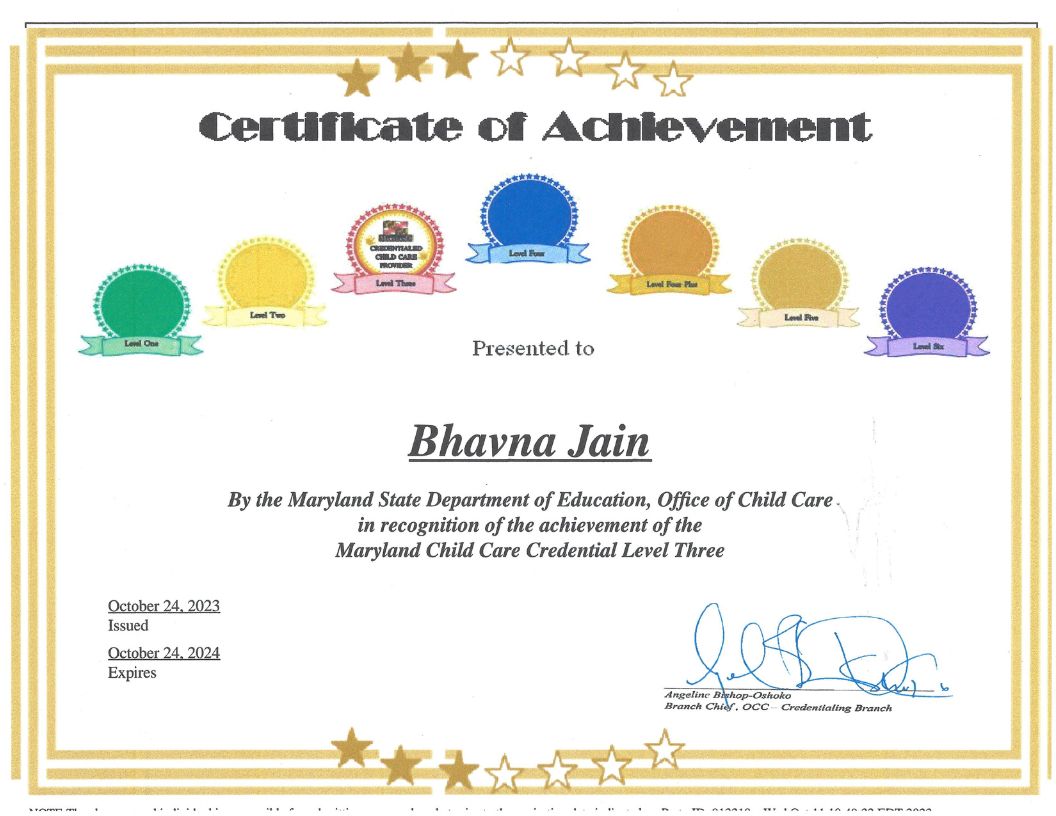 Certificate of Achievement
CREDENTIALED
CHILD CARE
PROVIDER
Level One
Level Two
Level Three
Level Four
Level Four Plus
Level Five
Level Six
Presented to
Bhavna Jain
By the Maryland State Department of Education, Office of Child Care
in recognition of the achievement of the
Maryland Child Care Credential Level Three
October 24, 2023
Issued
October 24, 2024
Expires
Angeline Bishop-Oshoko
Branch Chief, OCC - Credentialing Branch